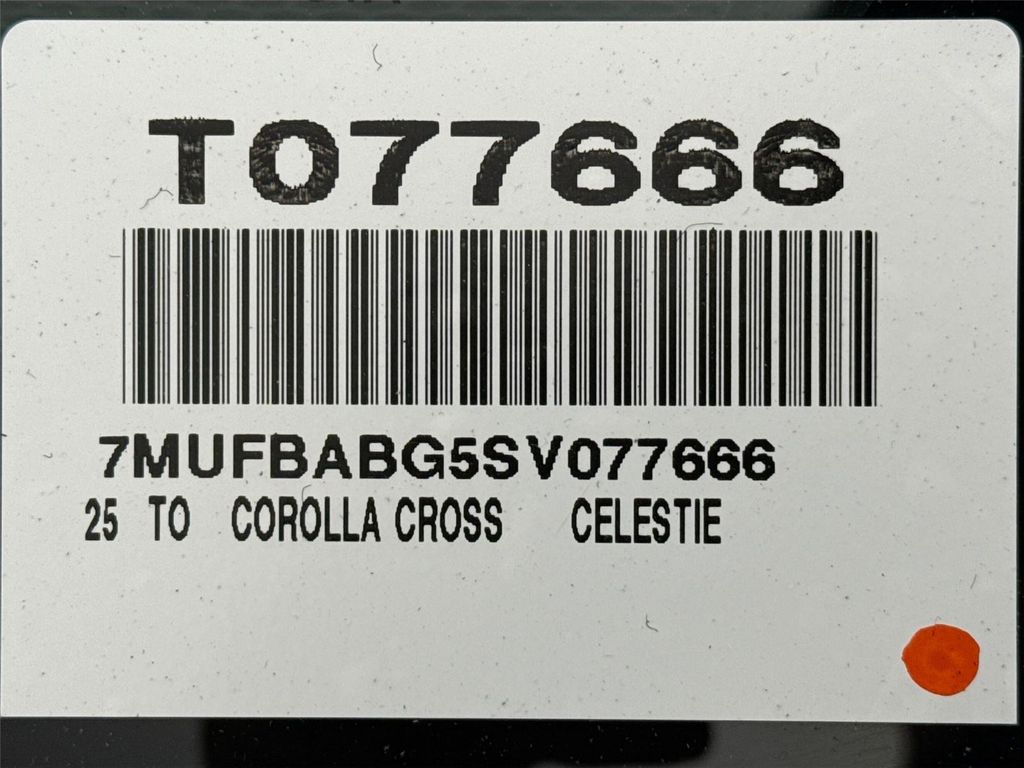 T077666
7MUFBABG5SV077666
25 TO COROLLA CROSS CELESTIE